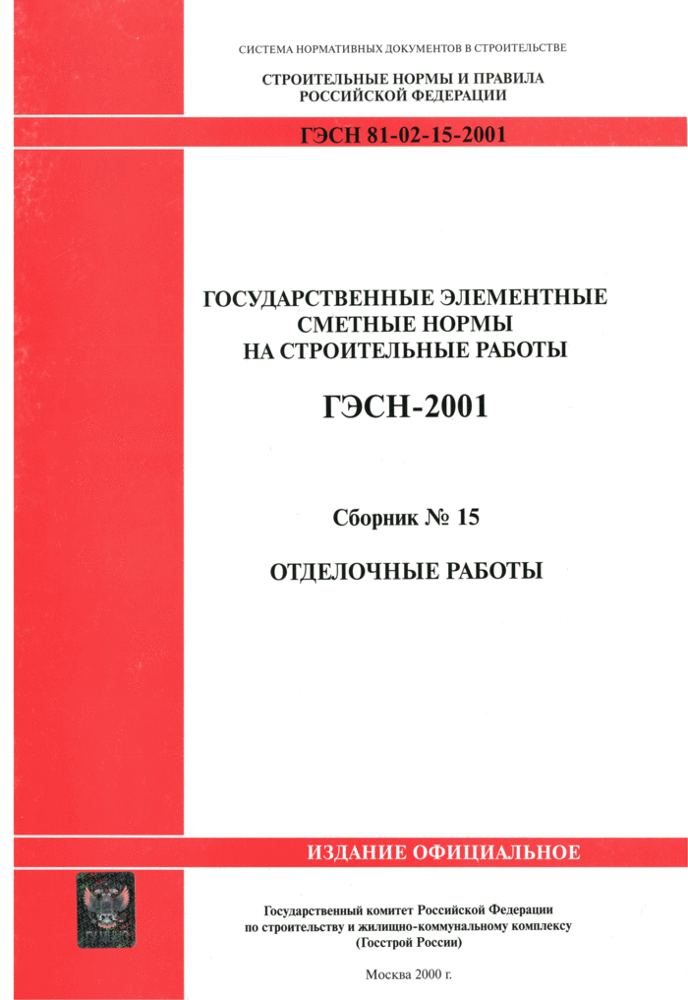 СИСТЕМА НОРМАТИВНЫХ ДОКУМЕНТОВ В СТРОИТЕЛЬСТВЕ
СТРОИТЕЛЬНЫЕ НОРМЫ И ПРАВИЛА
РОССИЙСКОЙ ФЕДЕРАЦИИ
ГЭСН 81-02-15-2001
ГОСУДАРСТВЕННЫЕ ЭЛЕМЕНТНЫЕ
СМЕТНЫЕ НОРМЫ
НА СТРОИТЕЛЬНЫЕ РАБОТЫ
ГЭСН-2001
Сборник № 15
ОТДЕЛОЧНЫЕ РАБОТЫ
ИЗДАНИЕ ОФИЦИАЛЬНОЕ
Государственный комитет Российской Федерации
по строительству и жилищно-коммунальному комплексу
(Госстрой России)
Москва 2000 г.